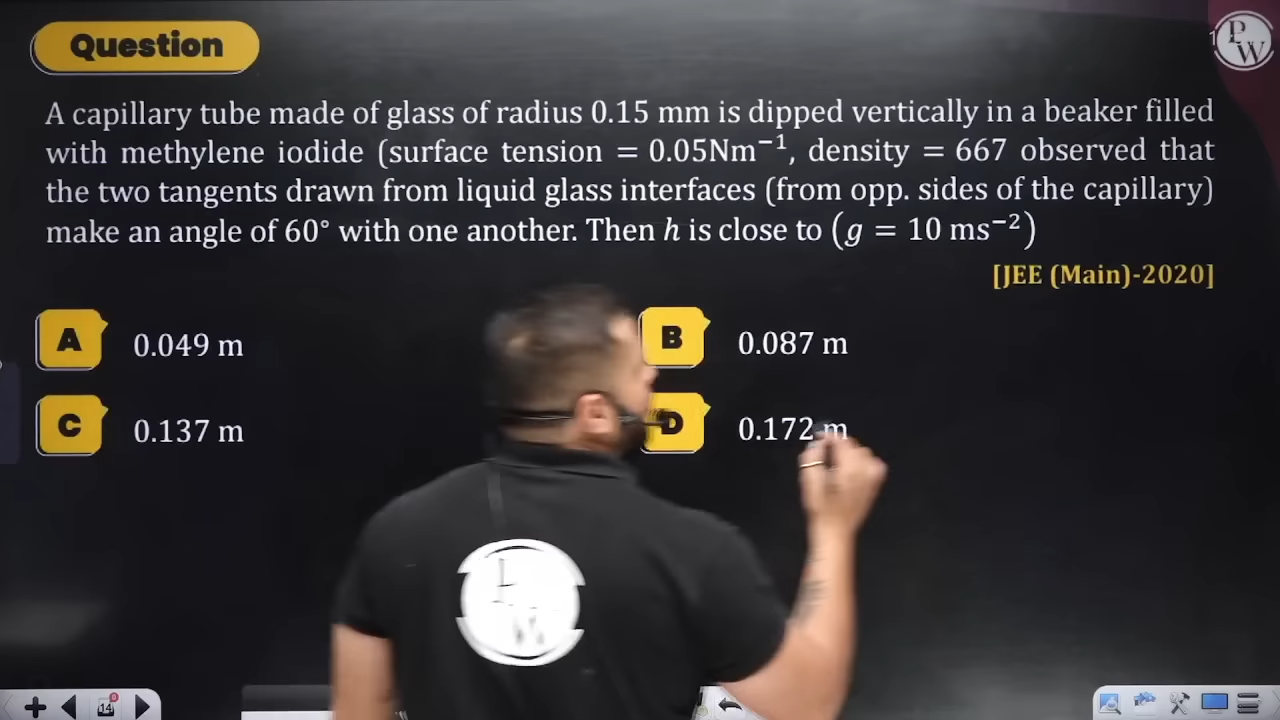 Question
P
W
A capillary tube made of glass of radius 0.15 mm is dipped vertically in a beaker filled
with methylene iodide (surface tension = 0.05Nm⁻¹, density = 667 observed that
the two tangents drawn from liquid glass interfaces (from opp. sides of the capillary)
make an angle of 60° with one another. Then h is close to (g = 10 ms⁻²)
[JEE (Main)-2020]
A 0.049 m
B 0.087 m
C 0.137 m
D 0.172 m
14